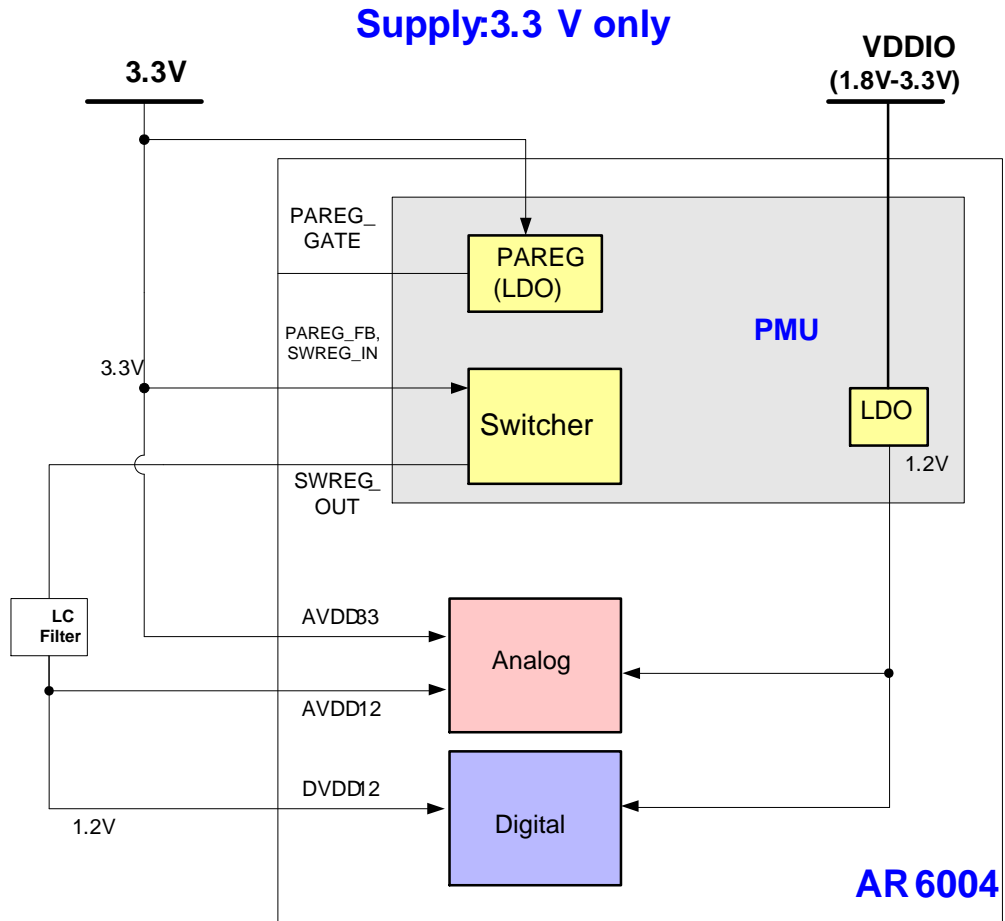 Supply:3.3 V only
3.3V
VDDIO
(1.8V-3.3V)
PAREG_
GATE
PAREG
(LDO)
PMU
PAREG_FB,
SWREG_IN
3.3V
Switcher
LDO
1.2V
SWREG_
OUT
LC
Filter
AVDD33
Analog
AVDD12
DVDD12
Digital
1.2V
AR6004